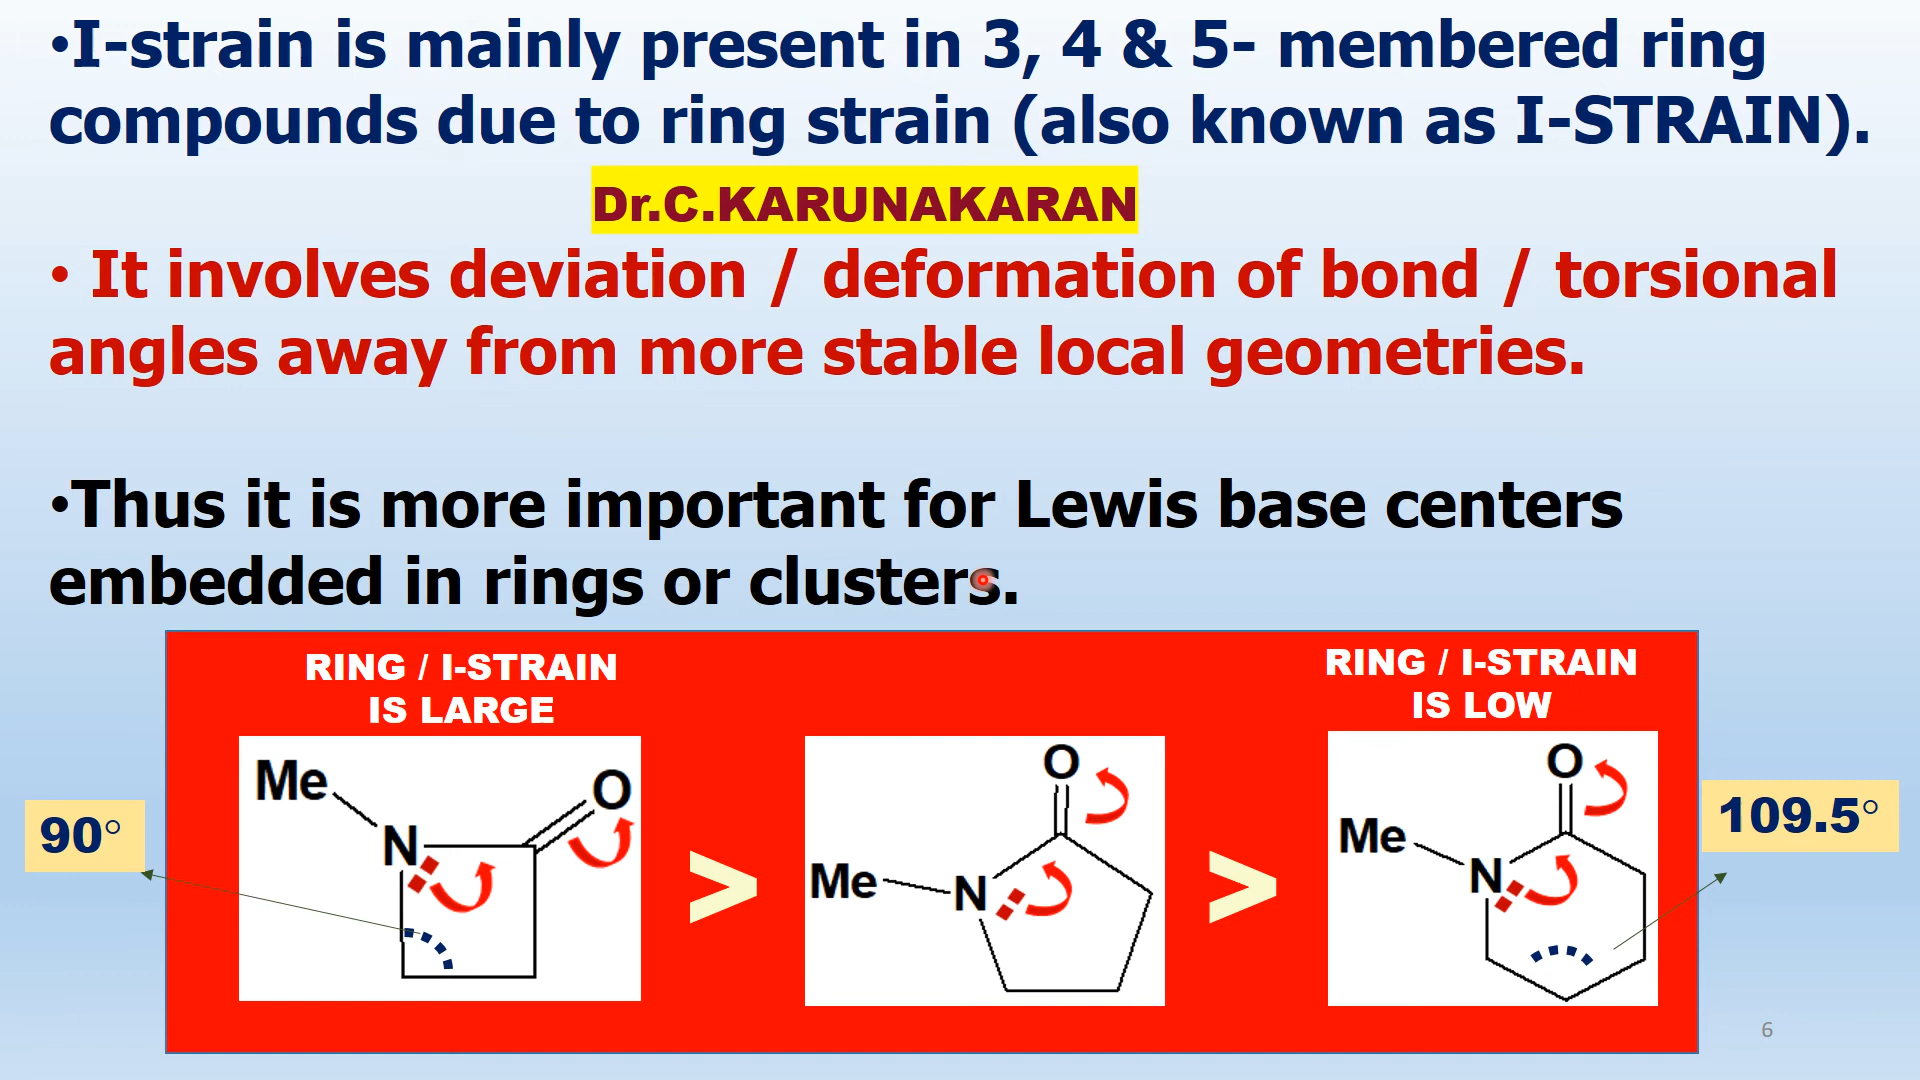 •I-strain is mainly present in 3, 4 & 5- membered ring
compounds due to ring strain (also known as I-STRAIN).
Dr.C.KARUNAKARAN
• It involves deviation / deformation of bond / torsional
angles away from more stable local geometries.
•Thus it is more important for Lewis base centers
embedded in rings or clusters.
RING / I-STRAIN
IS LARGE
RING / I-STRAIN
IS LOW
90°
Me
N
O
>
Me
N
O
>
Me
N
O
109.5°
6